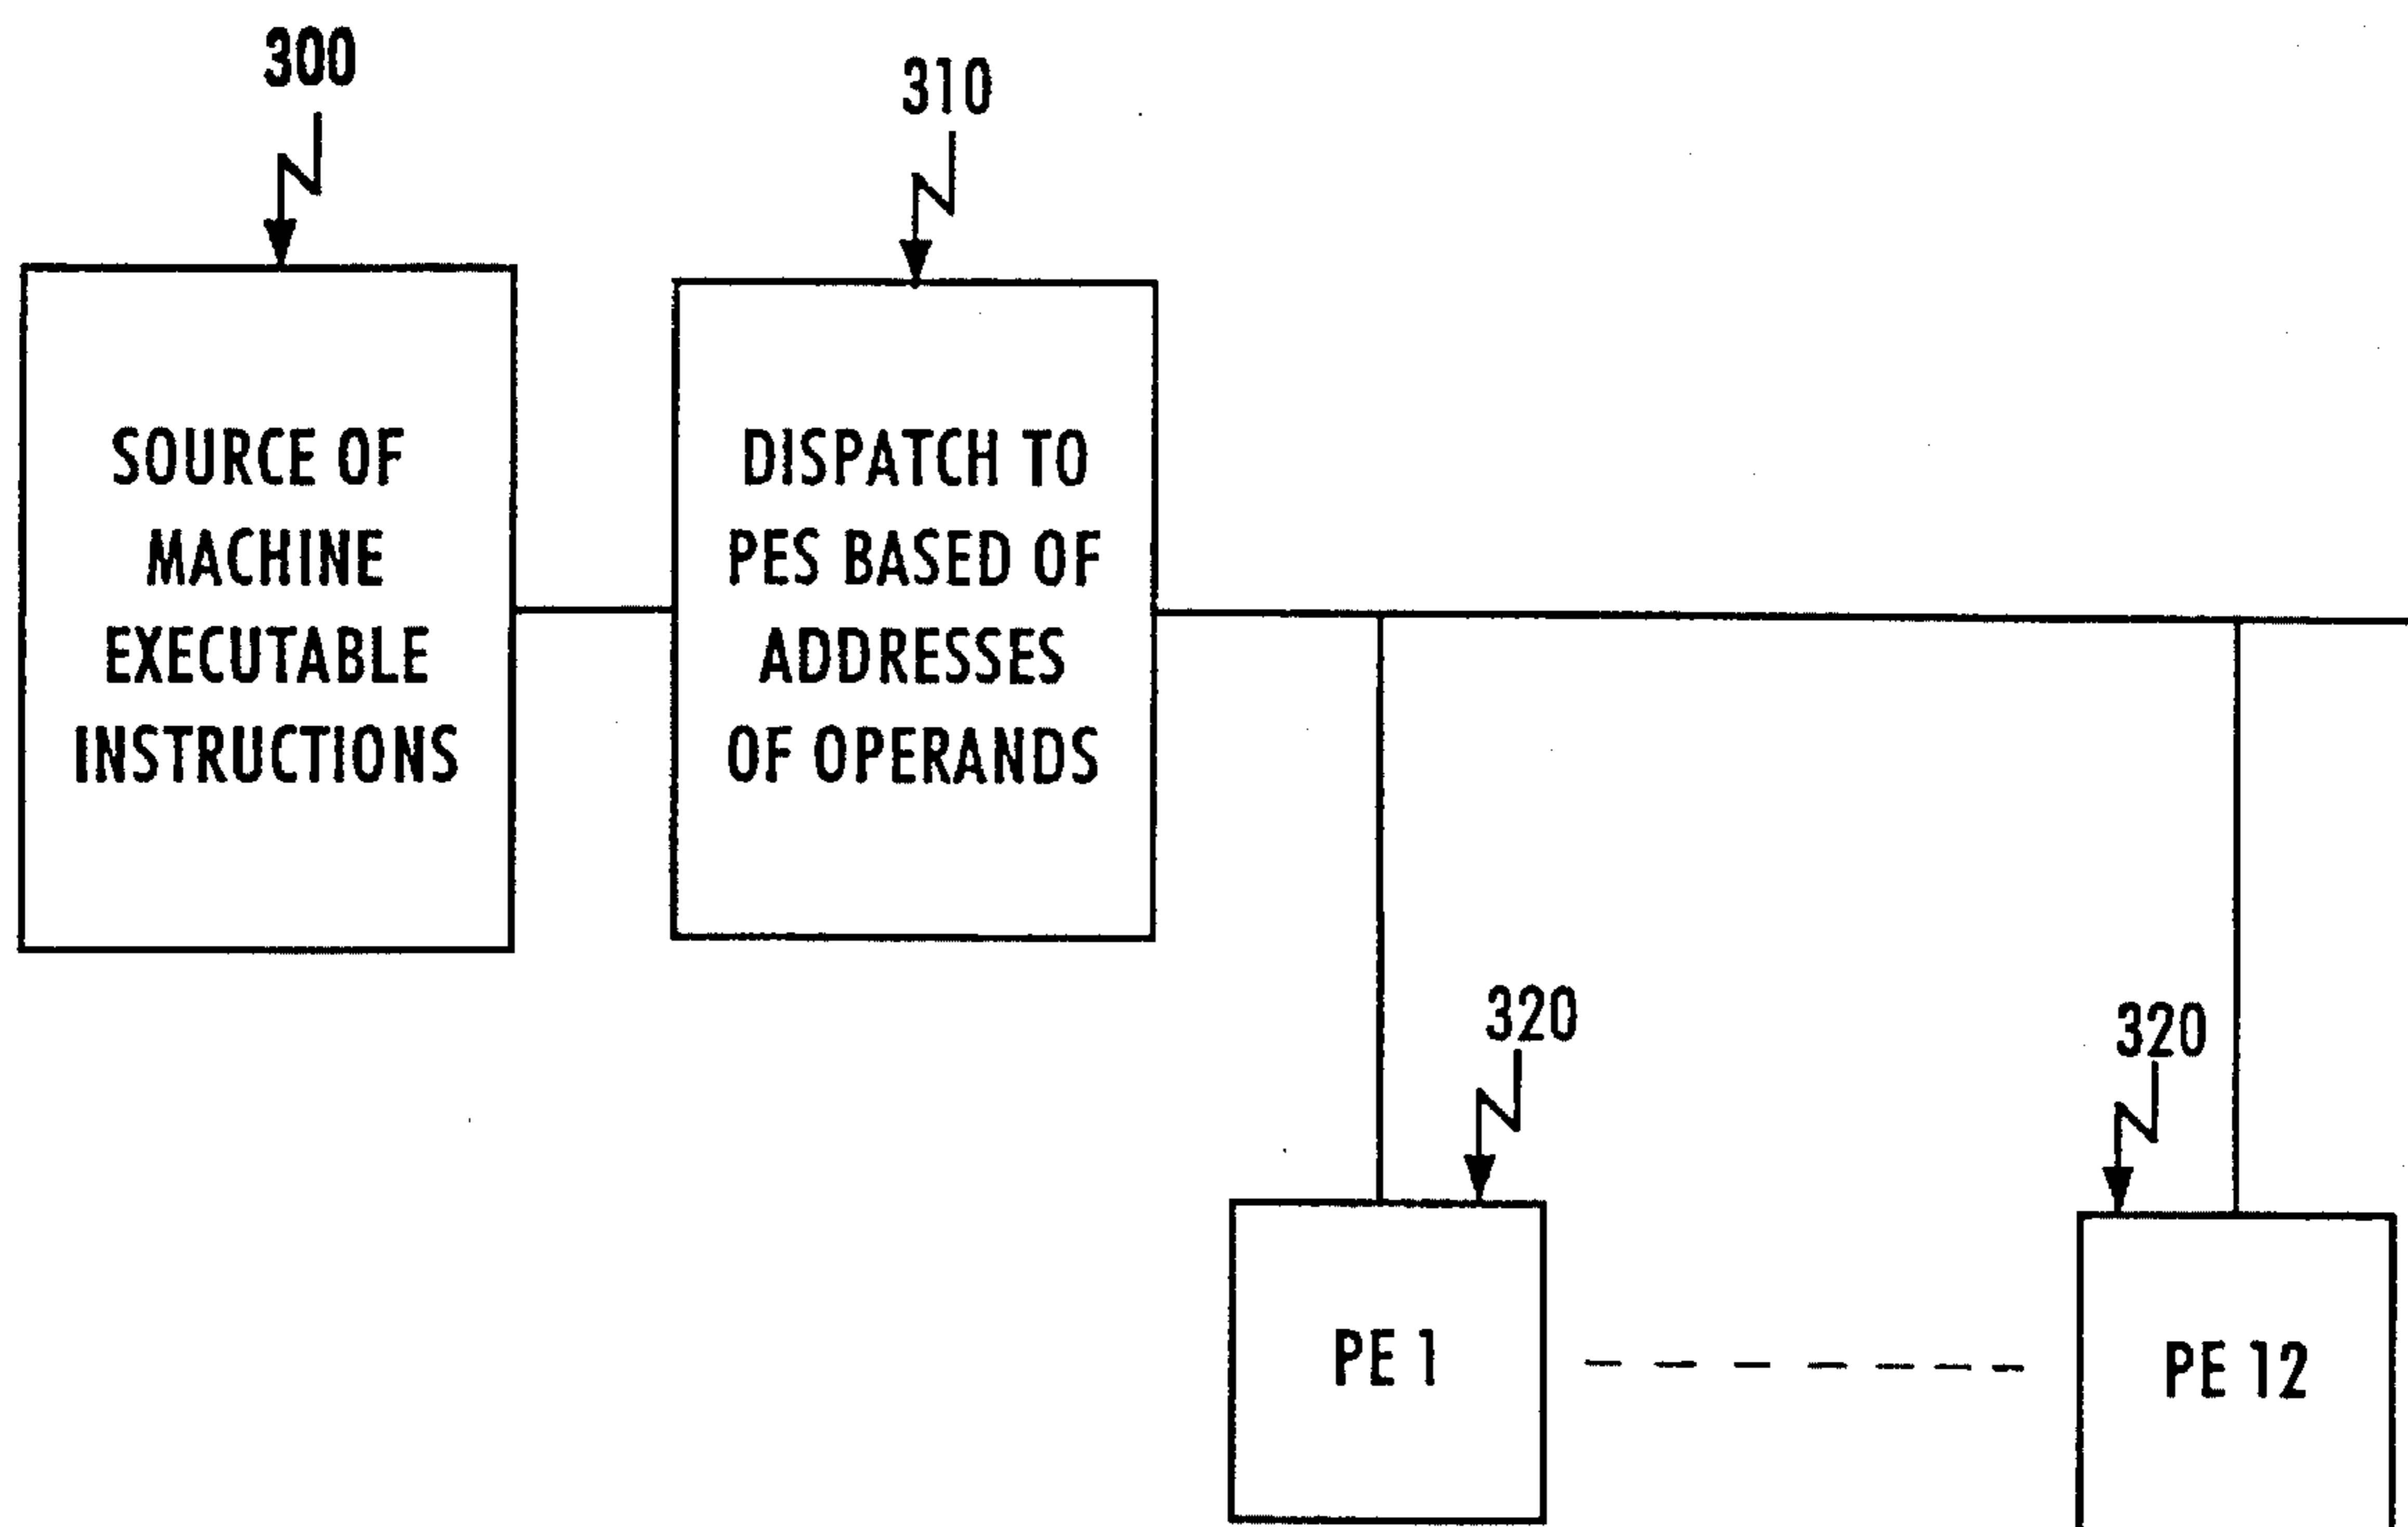 300
310
SOURCE OF
MACHINE
EXECUTABLE
INSTRUCTIONS
DISPATCH TO
PES BASED OF
ADDRESSES
OF OPERANDS
320
320
PE 1
PE 12